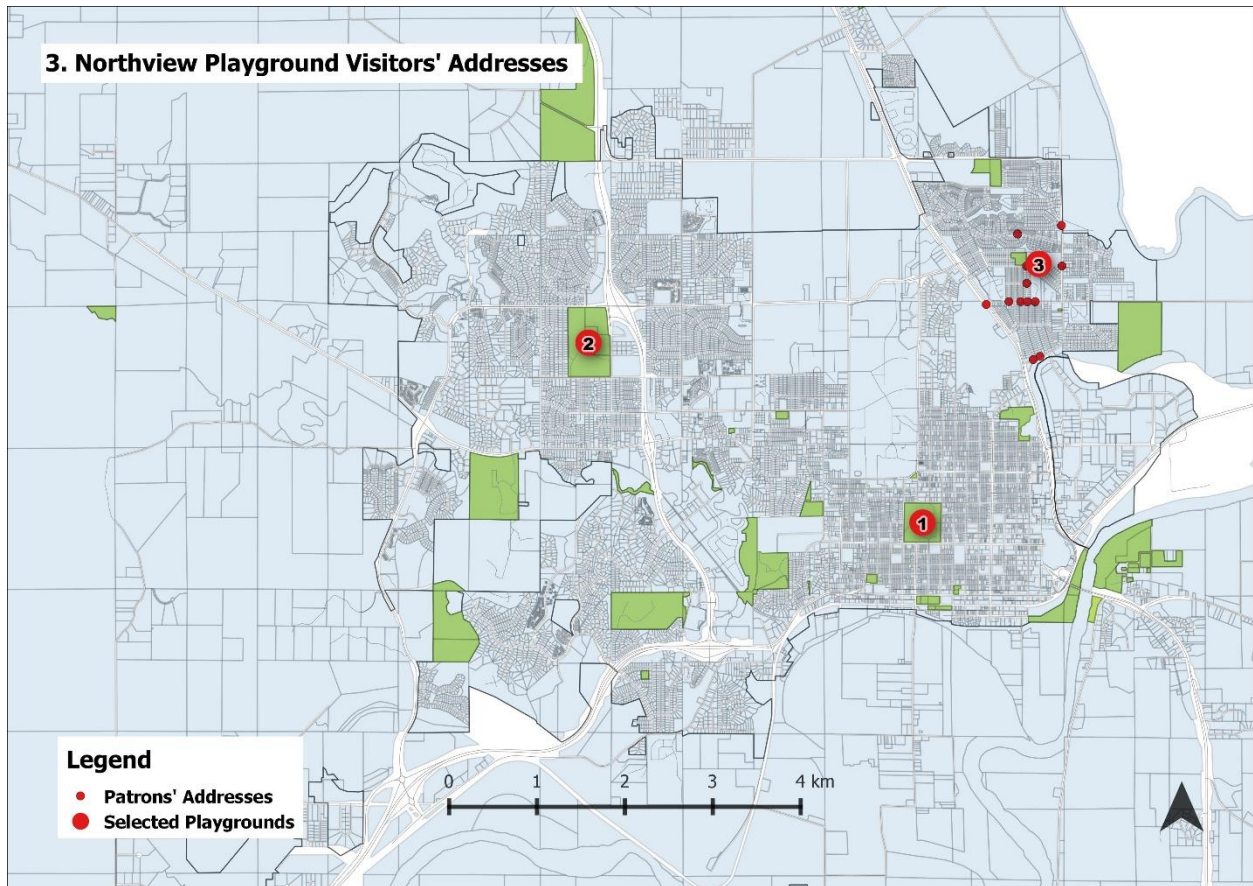 3. Northview Playground Visitors' Addresses
3
2
1
Legend
Patrons' Addresses
Selected Playgrounds
0 1 2 3 4 km